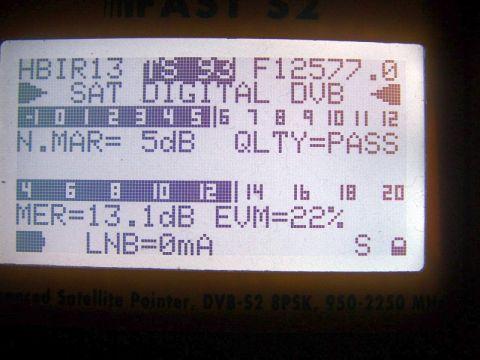 FAST S2
HBIR13 S 93 F12577.0
SAT DIGITAL DVB
-1 0 1 2 3 4 5 6 7 8 9 10 11 12
N.MAR= 5dB QLTY=PASS
4 6 8 10 12 14 16 18 20
MER=13.1dB EVM=22%
LNB=0mA S
Satellite Pointer, DVB-S2 8PSK, 950-2250 MHz